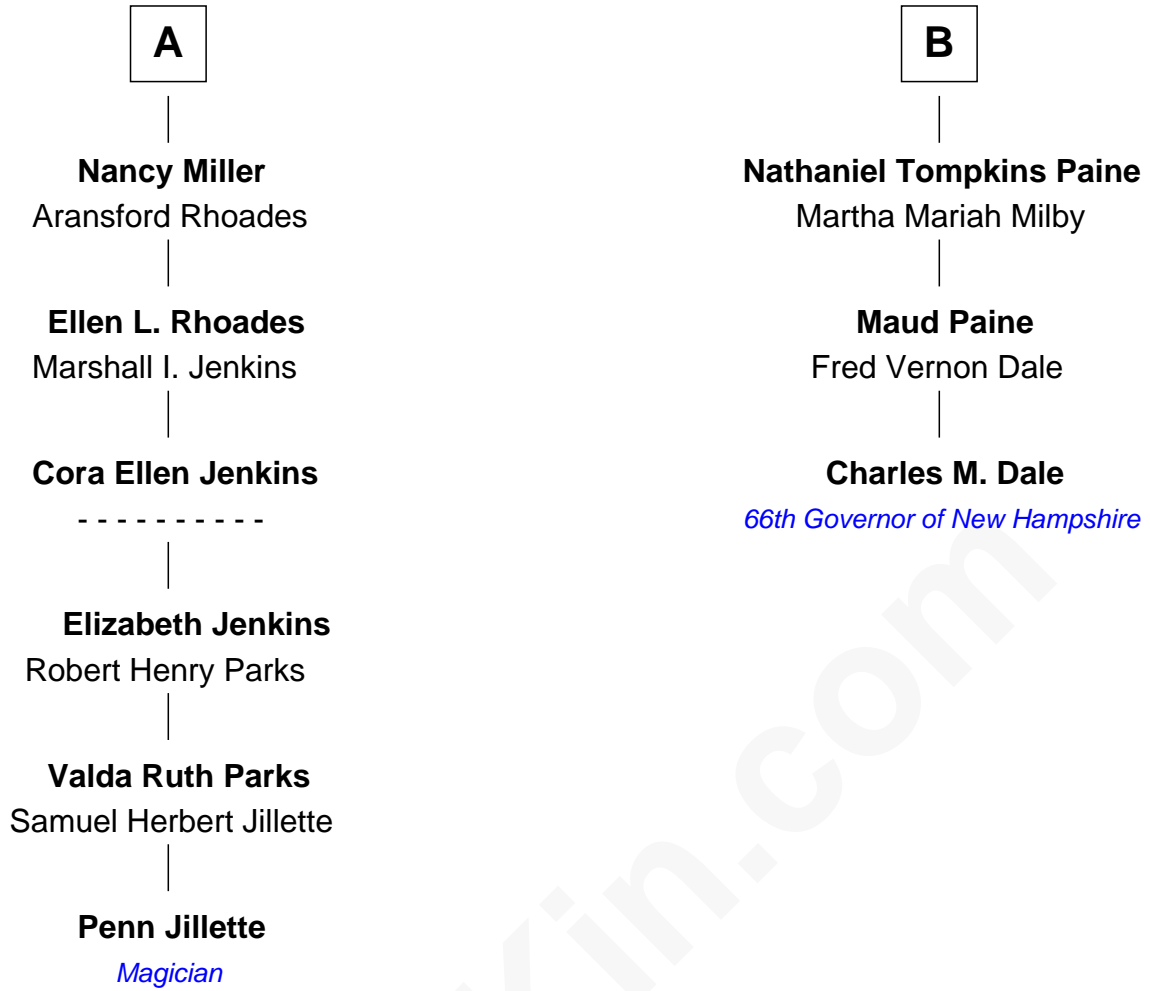 A
Nancy Miller
Aransford Rhoades
Ellen L. Rhoades
Marshall I. Jenkins
Cora Ellen Jenkins
- - - - - - - - - -
Elizabeth Jenkins
Robert Henry Parks
Valda Ruth Parks
Samuel Herbert Jillette
Penn Jillette
Magician
B
Nathaniel Tompkins Paine
Martha Mariah Milby
Maud Paine
Fred Vernon Dale
Charles M. Dale
66th Governor of New Hampshire
Kin.com